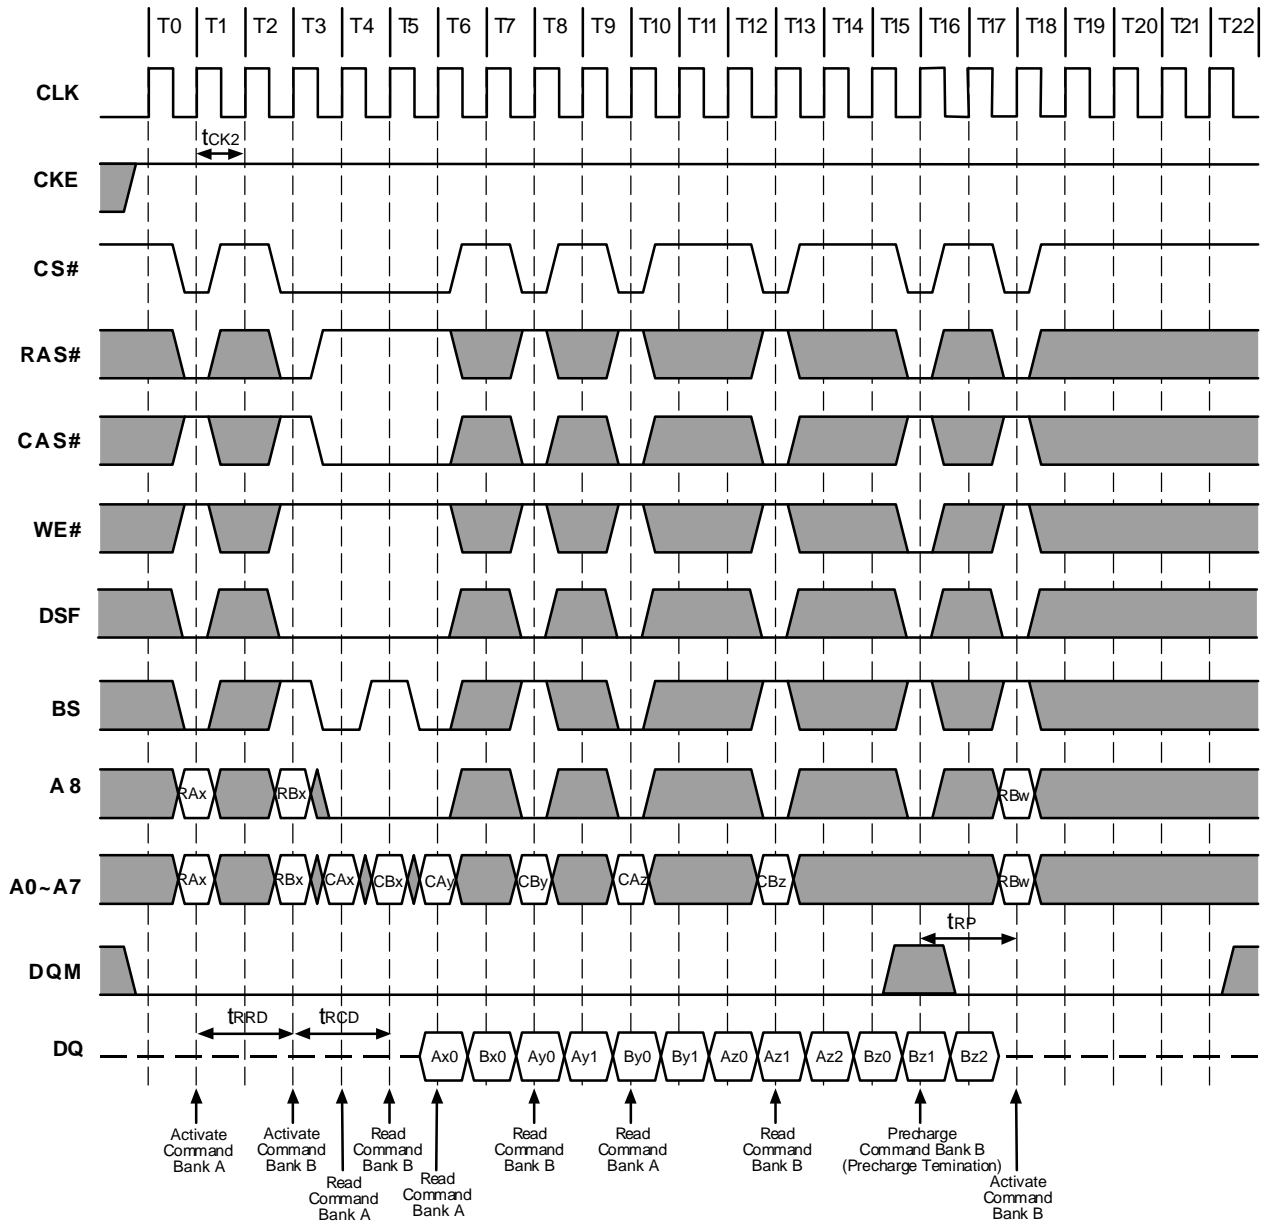 T0 T1 T2 T3 T4 T5 T6 T7 T8 T9 T10 T11 T12 T13 T14 T15 T16 T17 T18 T19 T20 T21 T22
CLK
tCK2
CKE
CS#
RAS#
CAS#
WE#
DSF
BS
A8
RAx RBx RBw
A0~A7
RAx RBx CAx CBx CAy CBy CAz CBz RBw
tRP
DQM
tRRD tRCD
DQ
Ax0 Bx0 Ay0 Ay1 By0 By1 Az0 Az1 Az2 Bz0 Bz1 Bz2
Activate
Command
Bank A
Activate
Command
Bank B
Read
Command
Bank A
Read
Command
Bank B
Read
Command
Bank A
Read
Command
Bank B
Read
Command
Bank A
Read
Command
Bank B
Precharge
Command Bank B
(Precharge Temination)
Activate
Command
Bank B